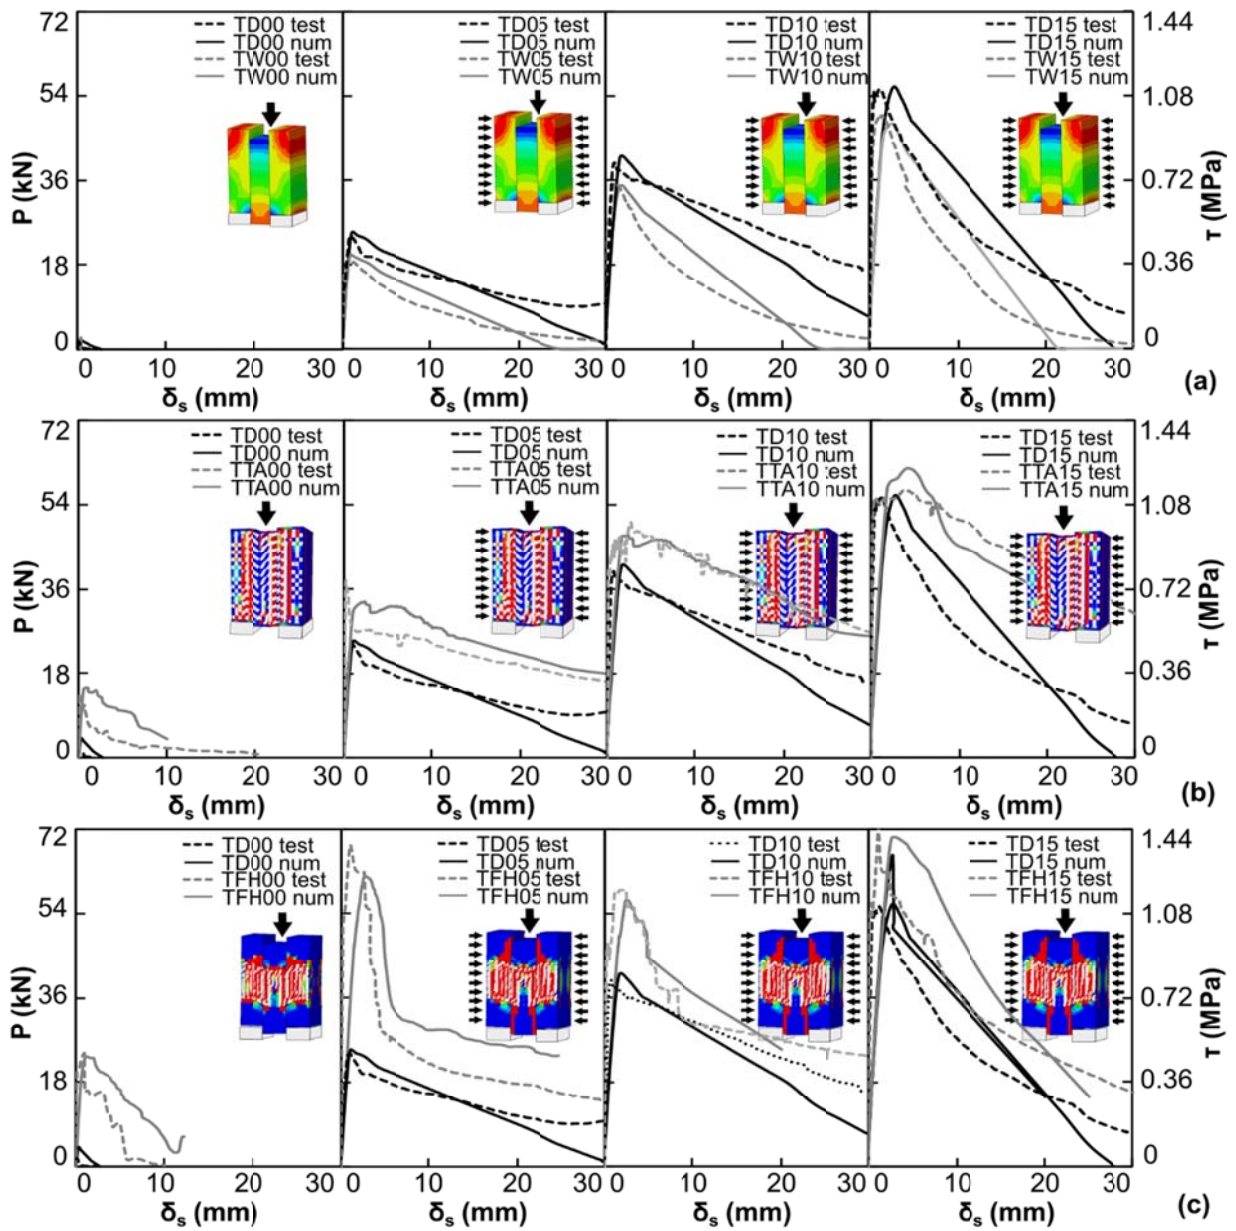 72
54
36
18
0
P (kN)
TD00 test
TD00 num
TW00 test
TW00 num
TD05 test
TD05 num
TW05 test
TW05 num
TD10 test
TD10 num
TW10 test
TW10 num
TD15 test
TD15 num
TW15 test
TW15 num
1.44
1.08
0.72
0.36
0
τ (MPa)
0 10 20 30 0 10 20 30 0 10 20 30 0 10 20 30
δs (mm) δs (mm) δs (mm) δs (mm)
(a)
72
54
36
18
0
P (kN)
TD00 test
TD00 num
TTA00 test
TTA00 num
TD05 test
TD05 num
TTA05 test
TTA05 num
TD10 test
TD10 num
TTA10 test
TTA10 num
TD15 test
TD15 num
TTA15 test
TTA15 num
1.44
1.08
0.72
0.36
0
τ (MPa)
0 10 20 30 0 10 20 30 0 10 20 30 0 10 20 30
δs (mm) δs (mm) δs (mm) δs (mm)
(b)
72
54
36
18
0
P (kN)
TD00 test
TD00 num
TFH00 test
TFH00 num
TD05 test
TD05 num
TFH05 test
TFH05 num
TD10 test
TD10 num
TFH10 test
TFH10 num
TD15 test
TD15 num
TFH15 test
TFH15 num
1.44
1.08
0.72
0.36
0
τ (MPa)
0 10 20 30 0 10 20 30 0 10 20 30 0 10 20 30
δs (mm) δs (mm) δs (mm) δs (mm)
(c)